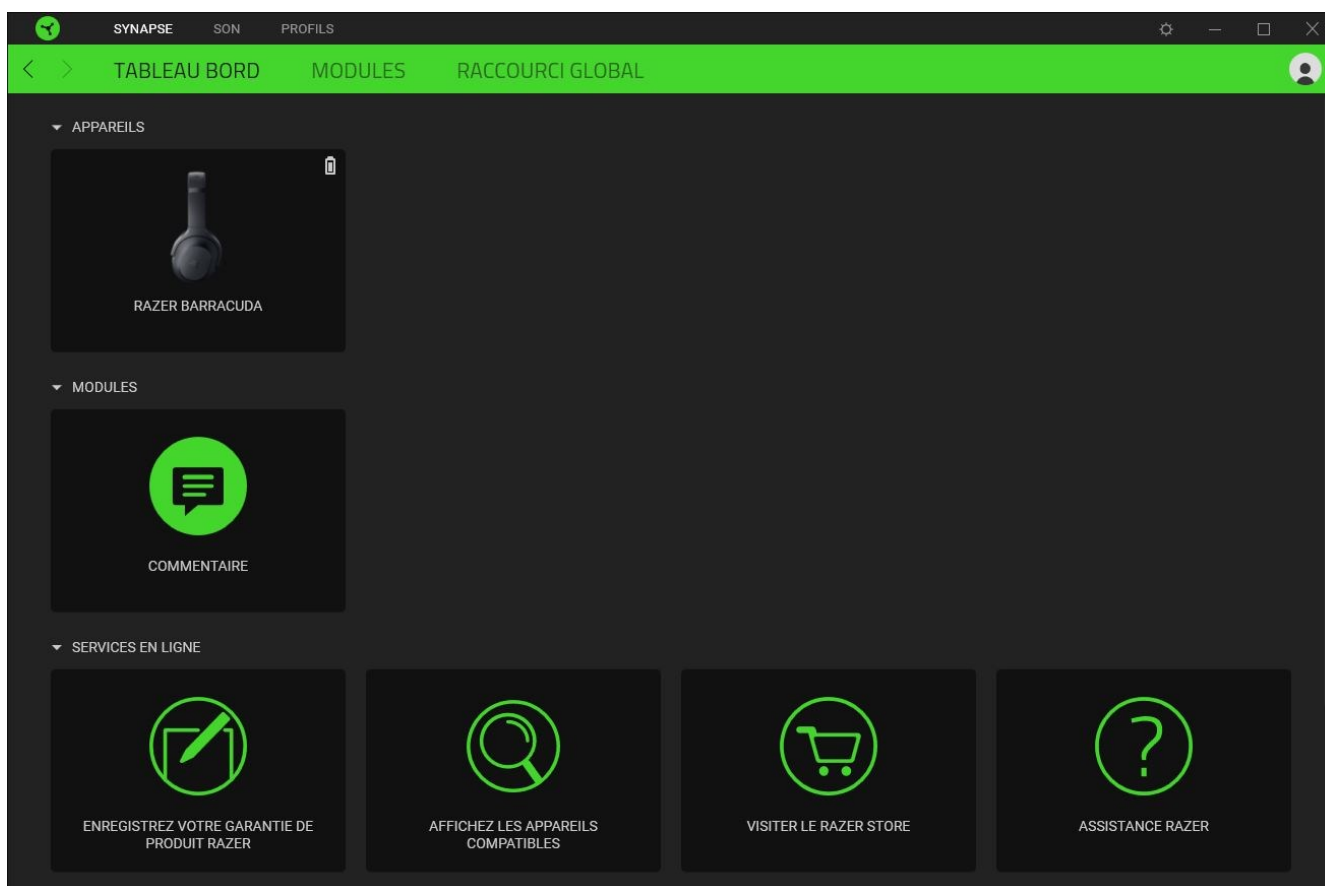 SYNAPSE SON PROFILS
TABLEAU BORD MODULES RACCOURCI GLOBAL
APPAREILS
RAZER BARRACUDA
MODULES
COMMENTAIRE
SERVICES EN LIGNE
ENREGISTREZ VOTRE GARANTIE DE
PRODUIT RAZER
AFFICHEZ LES APPAREILS
COMPATIBLES
VISITER LE RAZER STORE
ASSISTANCE RAZER